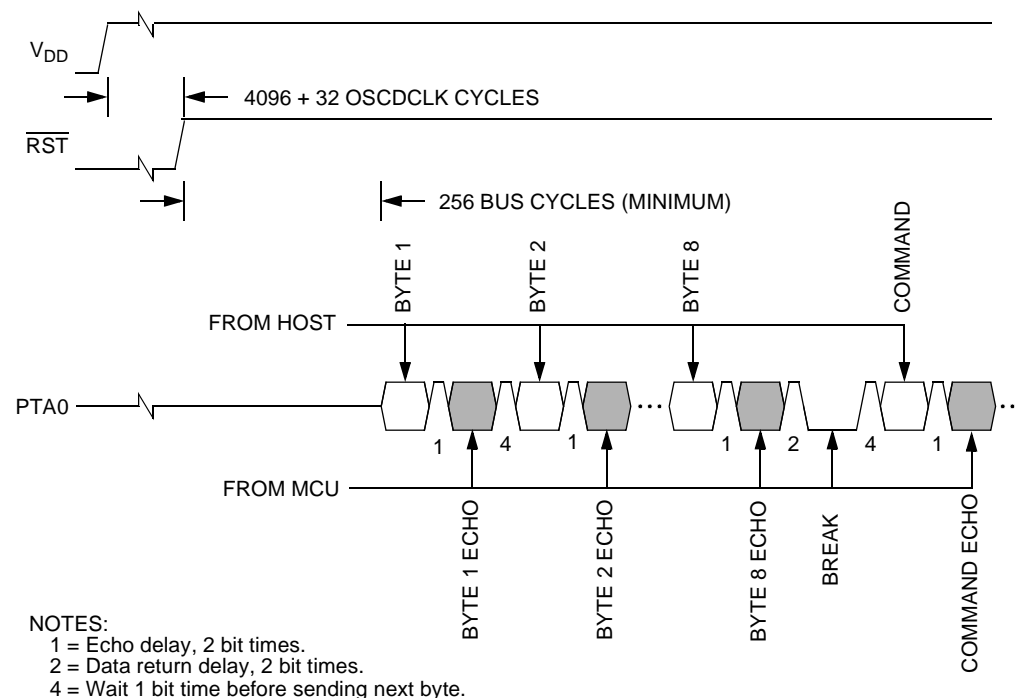 VDD
4096 + 32 OSCDCLK CYCLES
RST
256 BUS CYCLES (MINIMUM)
BYTE 1
BYTE 2
BYTE 8
COMMAND
FROM HOST
PTA0
...
..
1
4
1
1
2
4
1
FROM MCU
BYTE 1 ECHO
BYTE 2 ECHO
BYTE 8 ECHO
BREAK
COMMAND ECHO
NOTES:
1 = Echo delay, 2 bit times.
2 = Data return delay, 2 bit times.
4 = Wait 1 bit time before sending next byte.